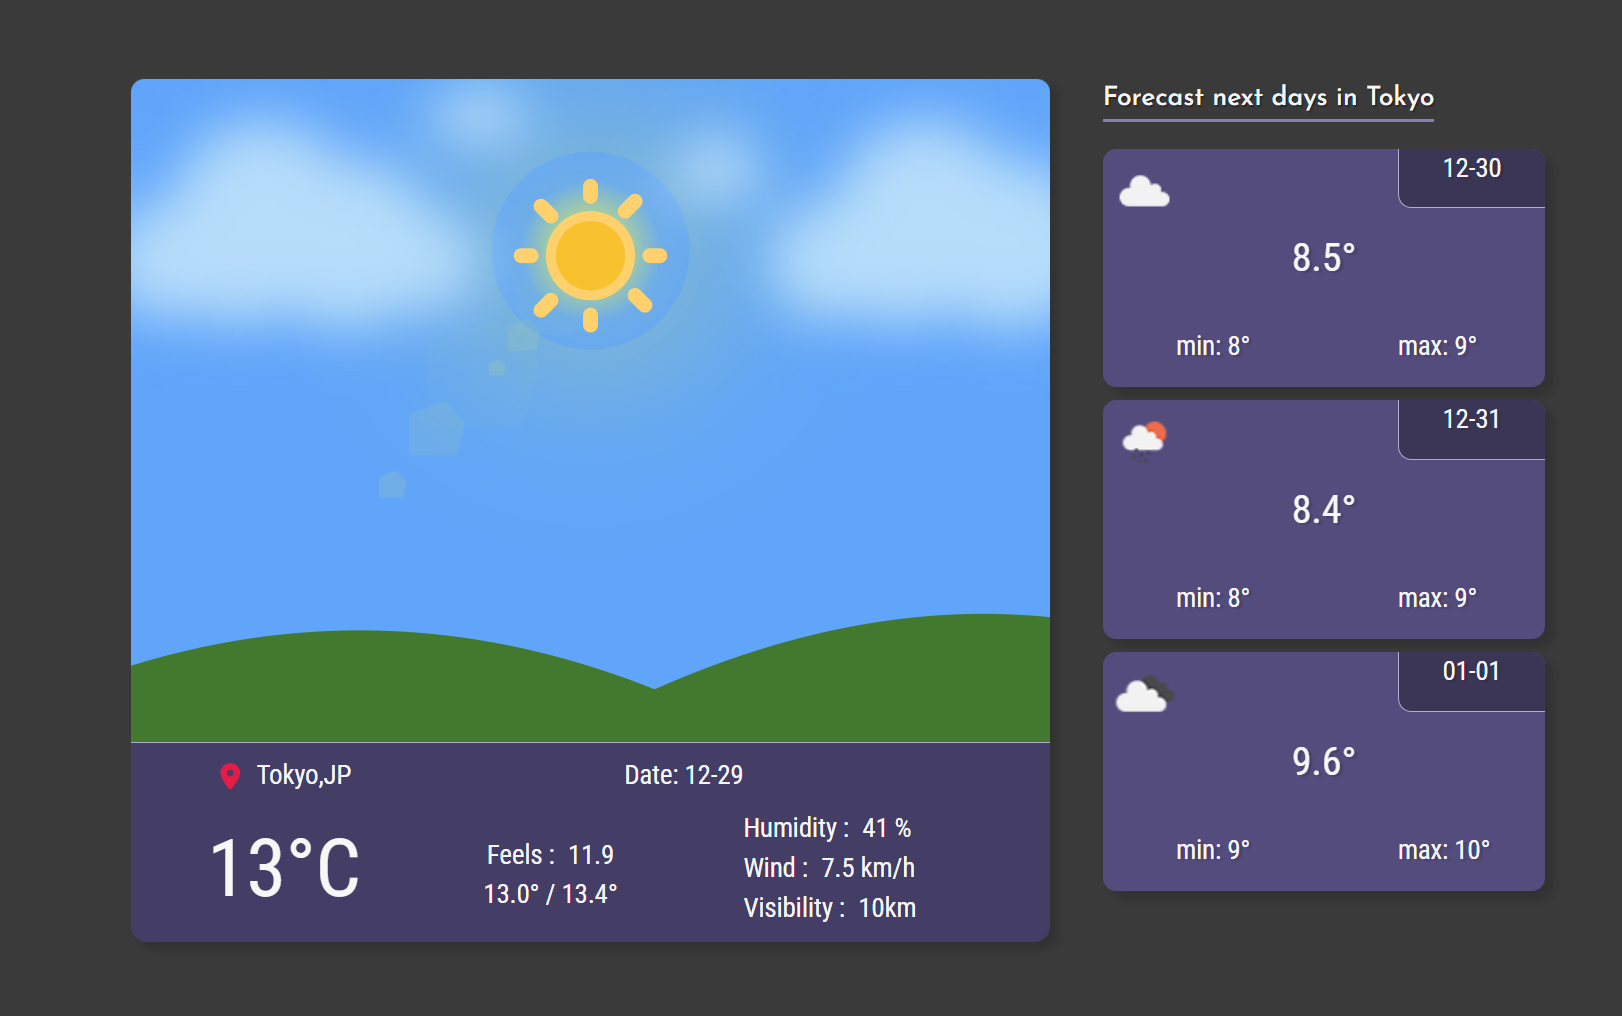 Tokyo,JP
Date: 12-29
13°C
Feels : 11.9
13.0° / 13.4°
Humidity : 41 %
Wind : 7.5 km/h
Visibility : 10km
Forecast next days in Tokyo
12-30
8.5°
min: 8° max: 9°
12-31
8.4°
min: 8° max: 9°
01-01
9.6°
min: 9° max: 10°